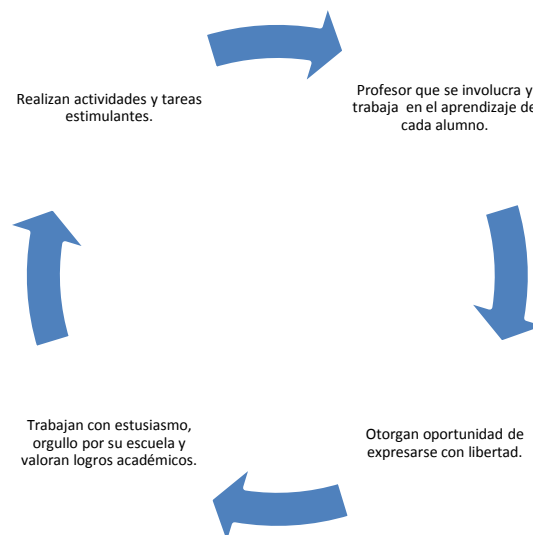 Realizan actividades y tareas
estimulantes.
Profesor que se involucra y
trabaja en el aprendizaje de
cada alumno.
Otorgan oportunidad de
expresarse con libertad.
Trabajan con estusiasmo,
orgullo por su escuela y
valoran logros académicos.